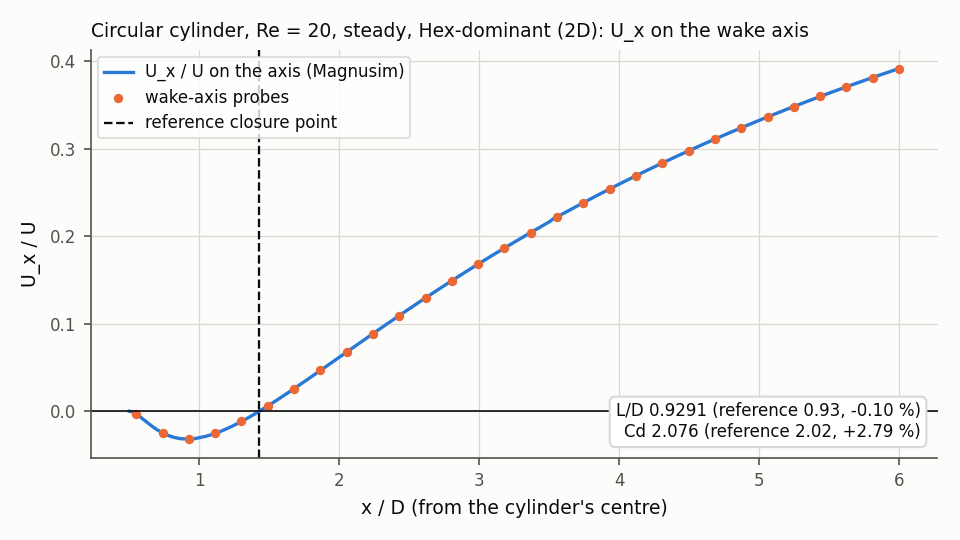 Circular cylinder, Re = 20, steady, Hex-dominant (2D): U_x on the wake axis
U_x / U on the axis (Magnusim)
wake-axis probes
reference closure point
U_x / U
0.4
0.3
0.2
0.1
0.0
L/D 0.9291 (reference 0.93, -0.10 %)
Cd 2.076 (reference 2.02, +2.79 %)
1 2 3 4 5 6
x / D (from the cylinder's centre)